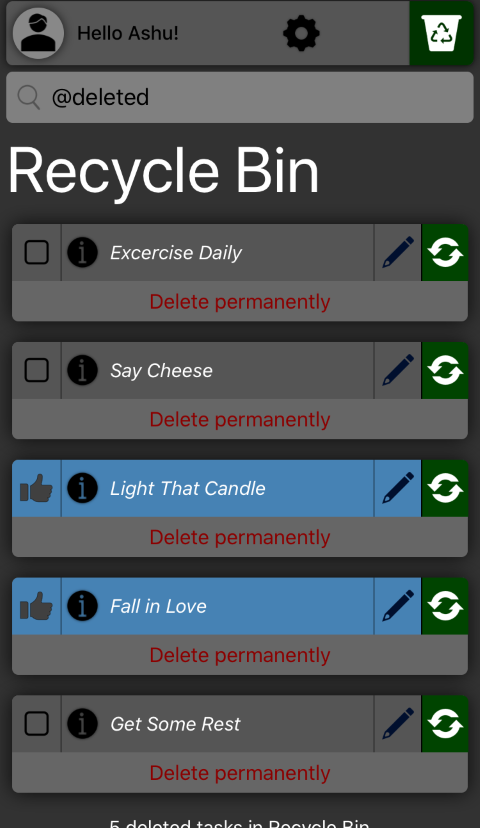 Hello Ashu!
@deleted
Recycle Bin
Excercise Daily
Delete permanently
Say Cheese
Delete permanently
Light That Candle
Delete permanently
Fall in Love
Delete permanently
Get Some Rest
Delete permanently
5 deleted tasks in Recycle Bin